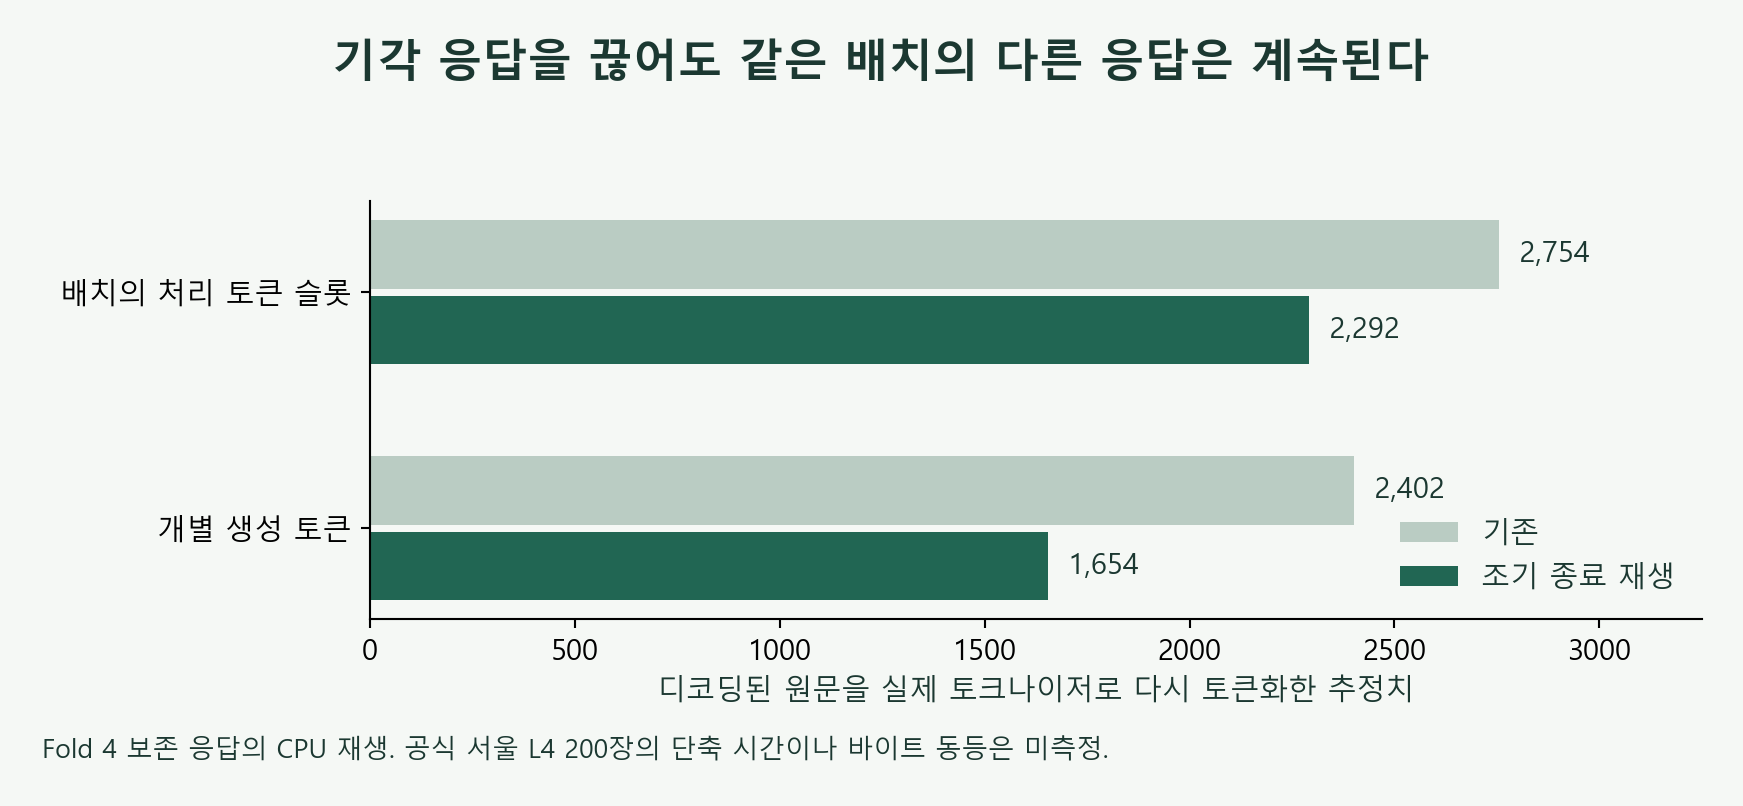 기각 응답을 끊어도 같은 배치의 다른 응답은 계속된다
배치의 처리 토큰 슬롯
2,754
2,292
개별 생성 토큰
2,402
1,654
기존
조기 종료 재생
0 500 1000 1500 2000 2500 3000
디코딩된 원문을 실제 토크나이저로 다시 토큰화한 추정치
Fold 4 보존 응답의 CPU 재생. 공식 서울 L4 200장의 단축 시간이나 바이트 동등은 미측정.